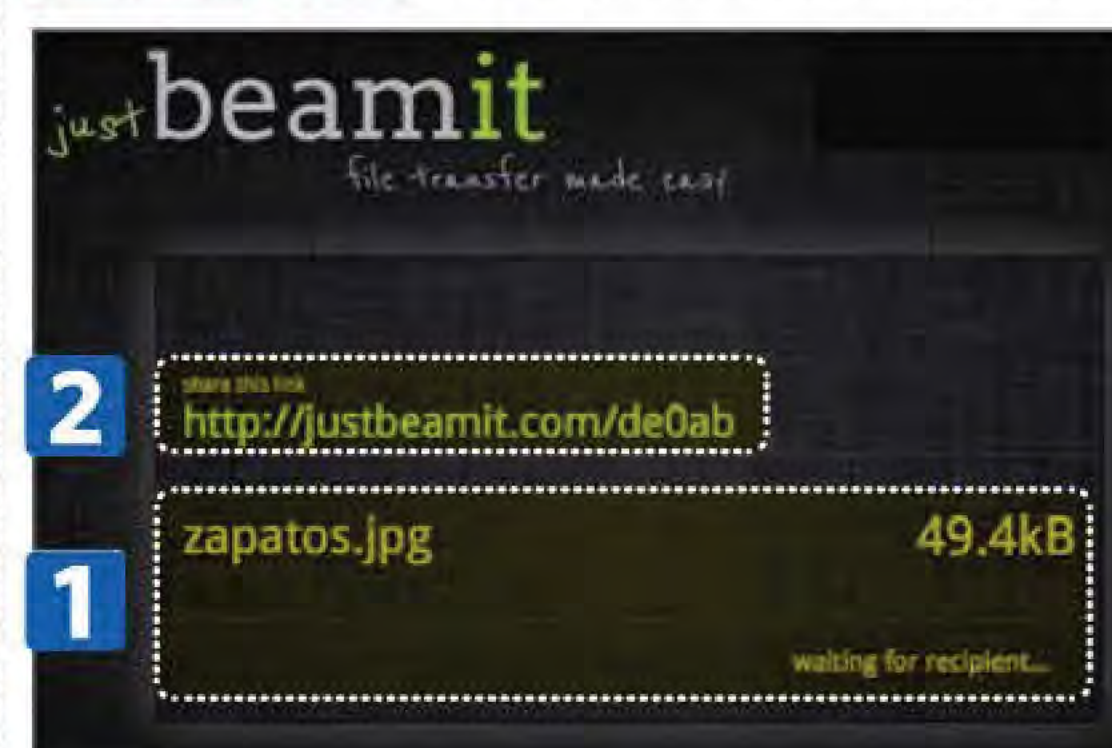 just beamit
file transfer made easy
2
share this link
http://justbeamit.com/de0ab
1
zapatos.jpg 49.4kB
waiting for recipient...